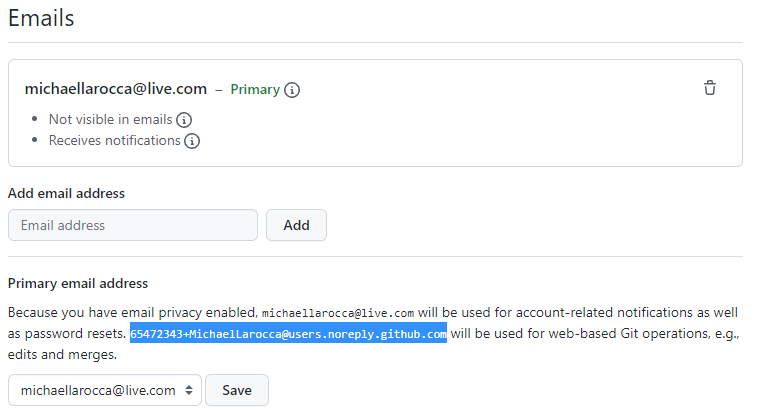 Emails
michaellarocca@live.com – Primary
• Not visible in emails
• Receives notifications
Add email address
Email address Add
Primary email address
Because you have email privacy enabled, michaellarocca@live.com will be used for account-related notifications as well
as password resets. 65472343+MichaelLarocca@users.noreply.github.com will be used for web-based Git operations, e.g.,
edits and merges.
michaellarocca@live.com Save